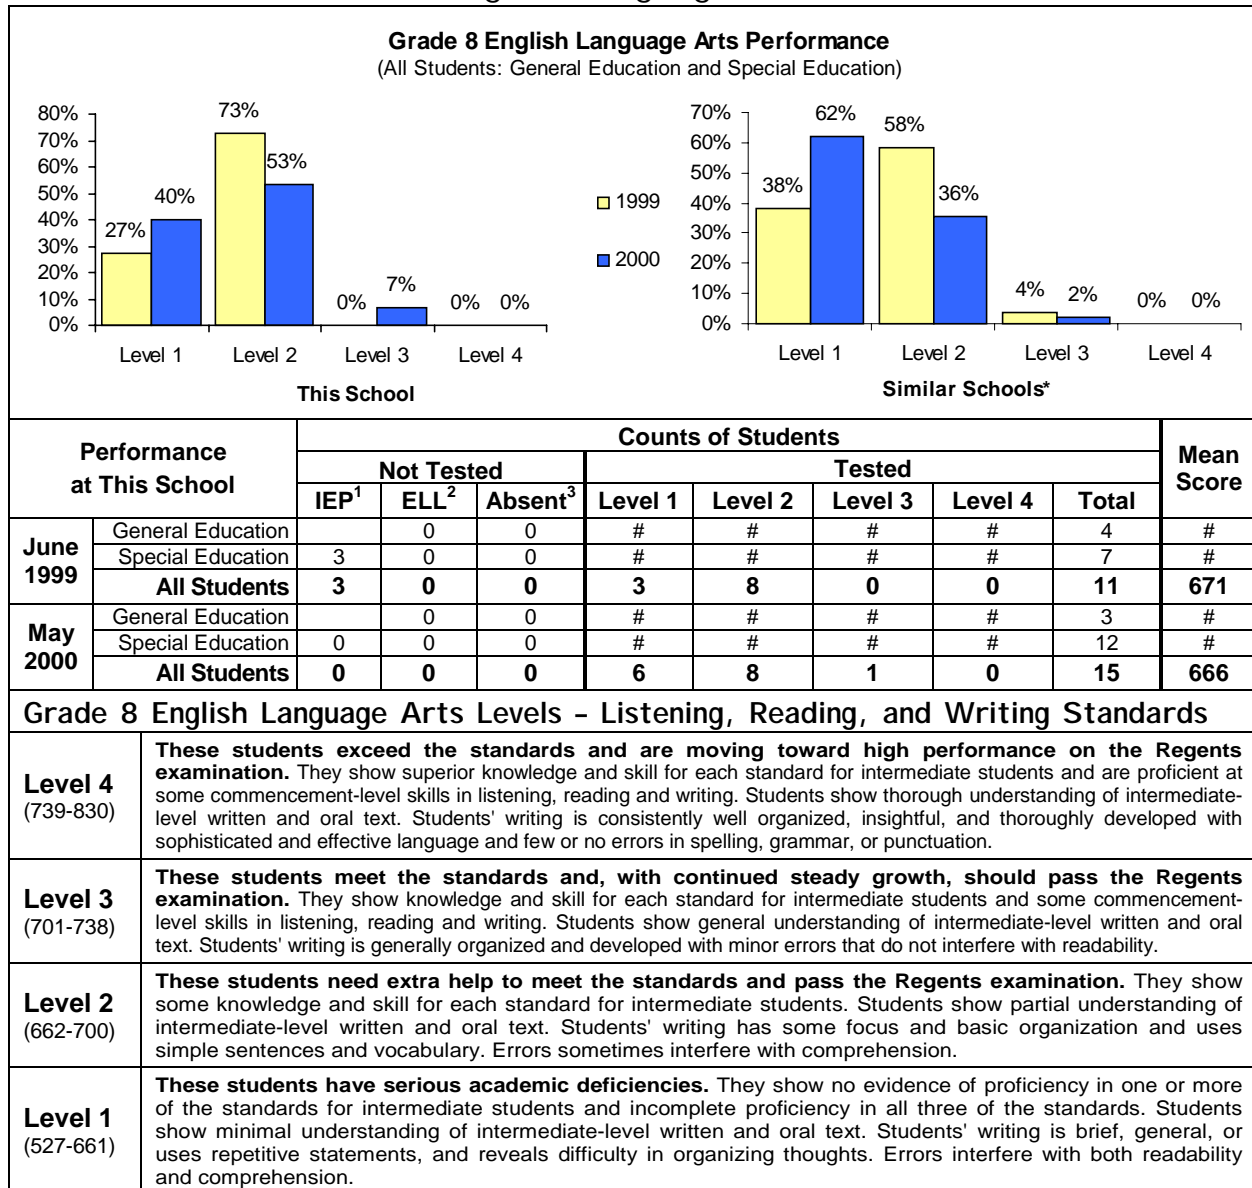 Grade 8 English Language Arts Performance
(All Students: General Education and Special Education)
80%
70%
60%
50%
40%
30%
20%
10%
0%
27%
40%
73%
53%
0%
7%
0%
0%
Level 1
Level 2
Level 3
Level 4
This School
1999
2000
70%
60%
50%
40%
30%
20%
10%
0%
38%
62%
58%
36%
4%
2%
0%
0%
Level 1
Level 2
Level 3
Level 4
Similar Schools*
Performance
at This School
Counts of Students
Mean
Score
Not Tested
Tested
IEP1 ELL2 Absent3 Level 1 Level 2 Level 3 Level 4 Total
June
1999
General Education 0 0 # # # # 4 #
Special Education 3 0 0 # # # # 7 #
All Students 3 0 0 3 8 0 0 11 671
May
2000
General Education 0 0 # # # # 3 #
Special Education 0 0 0 # # # # 12 #
All Students 0 0 0 6 8 1 0 15 666
Grade 8 English Language Arts Levels – Listening, Reading, and Writing Standards
Level 4
(739-830)
These students exceed the standards and are moving toward high performance on the Regents
examination. They show superior knowledge and skill for each standard for intermediate students and are proficient at
some commencement-level skills in listening, reading and writing. Students show thorough understanding of intermediate-
level written and oral text. Students' writing is consistently well organized, insightful, and thoroughly developed with
sophisticated and effective language and few or no errors in spelling, grammar, or punctuation.
Level 3
(701-738)
These students meet the standards and, with continued steady growth, should pass the Regents
examination. They show knowledge and skill for each standard for intermediate students and some commencement-
level skills in listening, reading and writing. Students show general understanding of intermediate-level written and oral
text. Students' writing is generally organized and developed with minor errors that do not interfere with readability.
Level 2
(662-700)
These students need extra help to meet the standards and pass the Regents examination. They show
some knowledge and skill for each standard for intermediate students. Students show partial understanding of
intermediate-level written and oral text. Students' writing has some focus and basic organization and uses
simple sentences and vocabulary. Errors sometimes interfere with comprehension.
Level 1
(527-661)
These students have serious academic deficiencies. They show no evidence of proficiency in one or more
of the standards for intermediate students and incomplete proficiency in all three of the standards. Students
show minimal understanding of intermediate-level written and oral text. Students' writing is brief, general, or
uses repetitive statements, and reveals difficulty in organizing thoughts. Errors interfere with both readability
and comprehension.